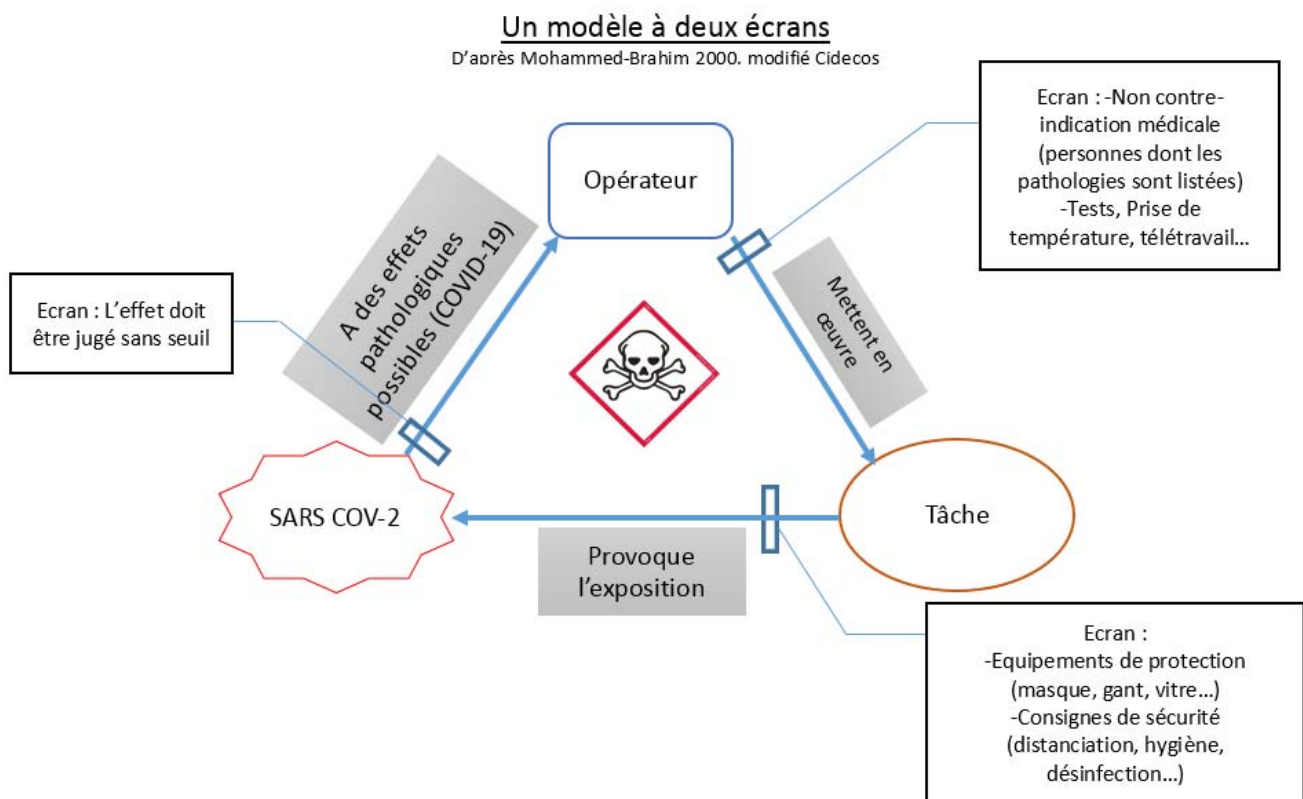 Un modèle à deux écrans
D'après Mohammed-Brahim 2000. modifié Cidecos
Ecran : -Non contre-
indication médicale
(personnes dont les
pathologies sont listées)
-Tests, Prise de
température, télétravail...
Opérateur
A des effets
pathologiques
possibles (COVID-19)
Mettent en
œuvre
Ecran : L'effet doit
être jugé sans seuil
SARS COV-2
Tâche
Provoque
l'exposition
Ecran :
-Equipements de protection
(masque, gant, vitre...)
-Consignes de sécurité
(distanciation, hygiène,
désinfection...)